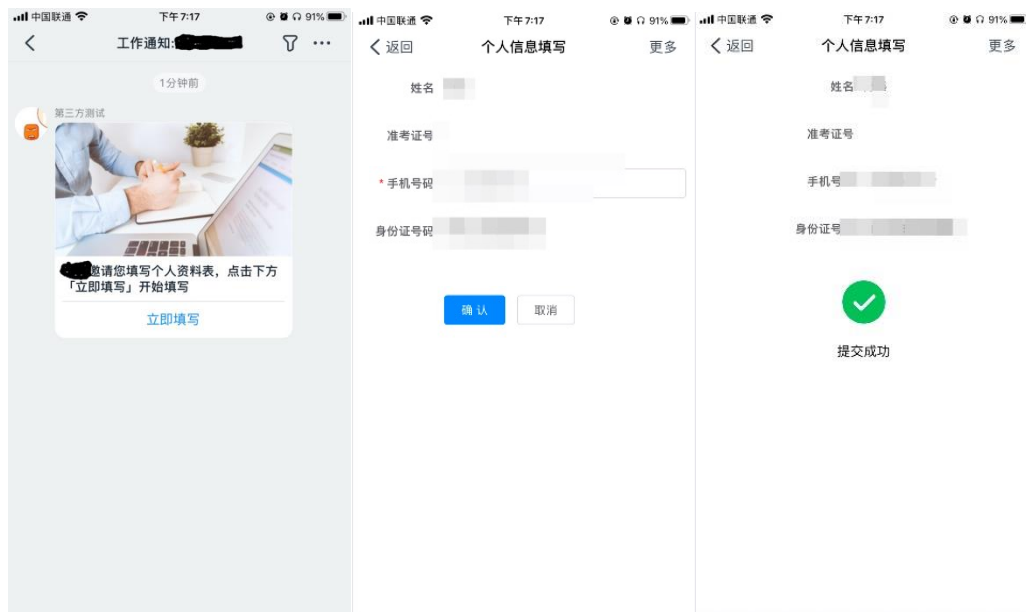 中国联通
下午7:17
91%
工作通知:
1分钟前
第三方测试
邀请您填写个人资料表，点击下方
「立即填写」开始填写
立即填写
中国联通
下午7:17
91%
返回
个人信息填写
更多
姓名
准考证号
* 手机号码
身份证号码
确 认
取消
中国联通
下午7:17
91%
返回
个人信息填写
更多
姓名
准考证号
手机号
身份证号
提交成功